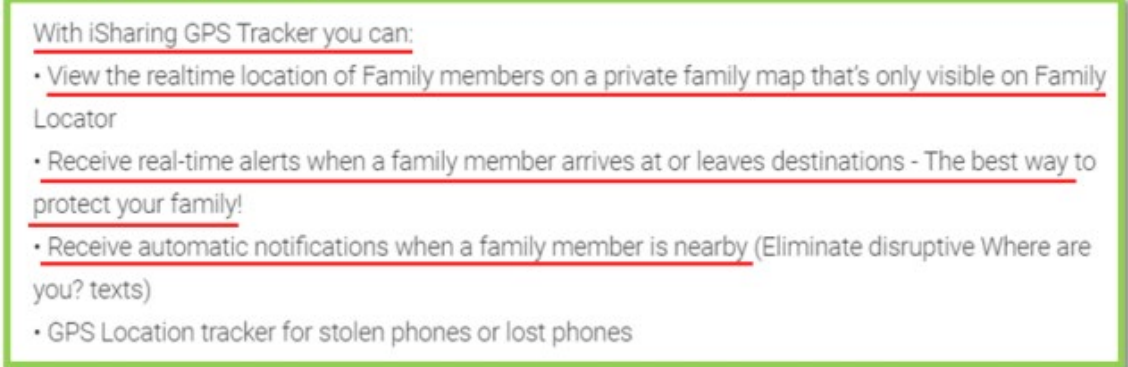 With iSharing GPS Tracker you can:
• View the realtime location of Family members on a private family map that's only visible on Family
Locator
• Receive real-time alerts when a family member arrives at or leaves destinations - The best way to
protect your family!
• Receive automatic notifications when a family member is nearby (Eliminate disruptive Where are
you? texts)
• GPS Location tracker for stolen phones or lost phones